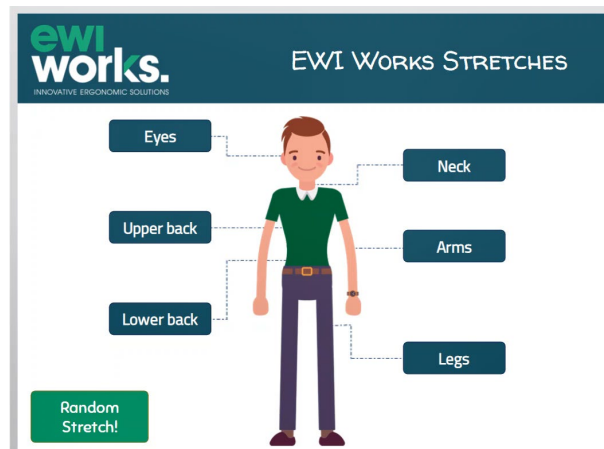 ewi
works.
INNOVATIVE ERGONOMIC SOLUTIONS
EWI WORKS STRETCHES
Eyes
Neck
Upper back
Arms
Lower back
Legs
Random
Stretch!